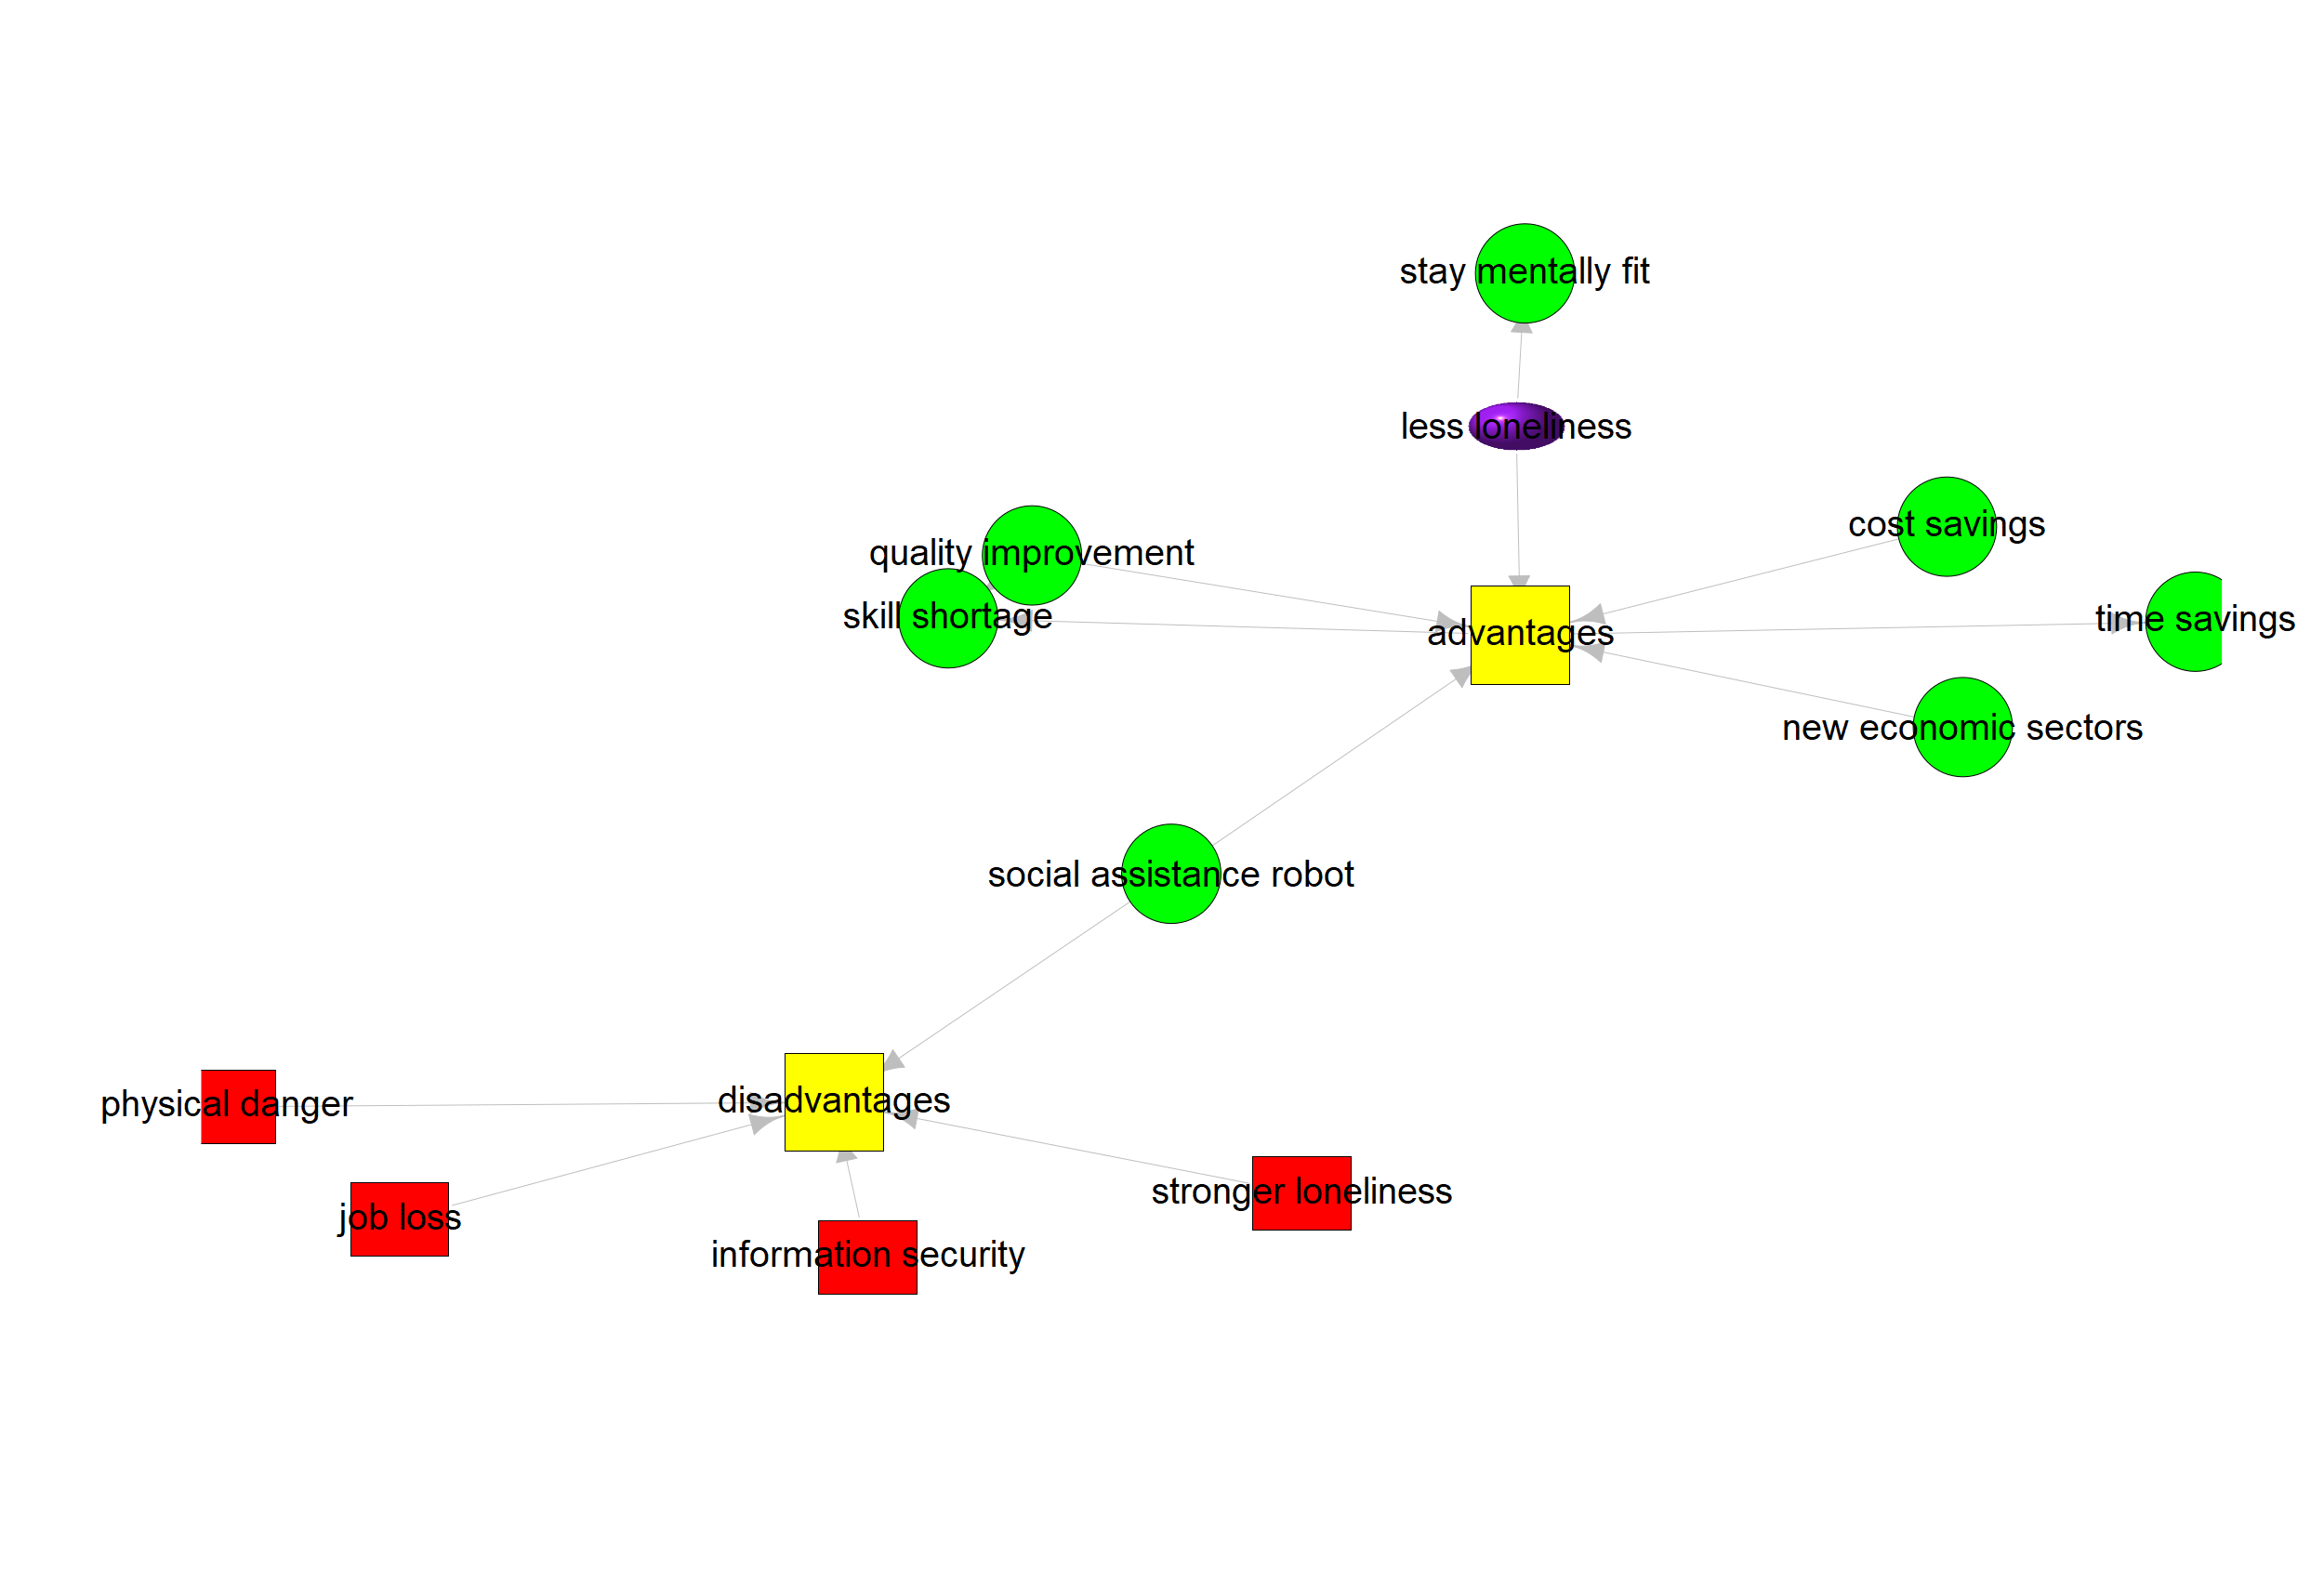 stay mentally fit
less loneliness
cost savings
quality improvement
skill shortage
time savings
advantages
new economic sectors
social assistance robot
disadvantages
physical danger
stronger loneliness
job loss
information security